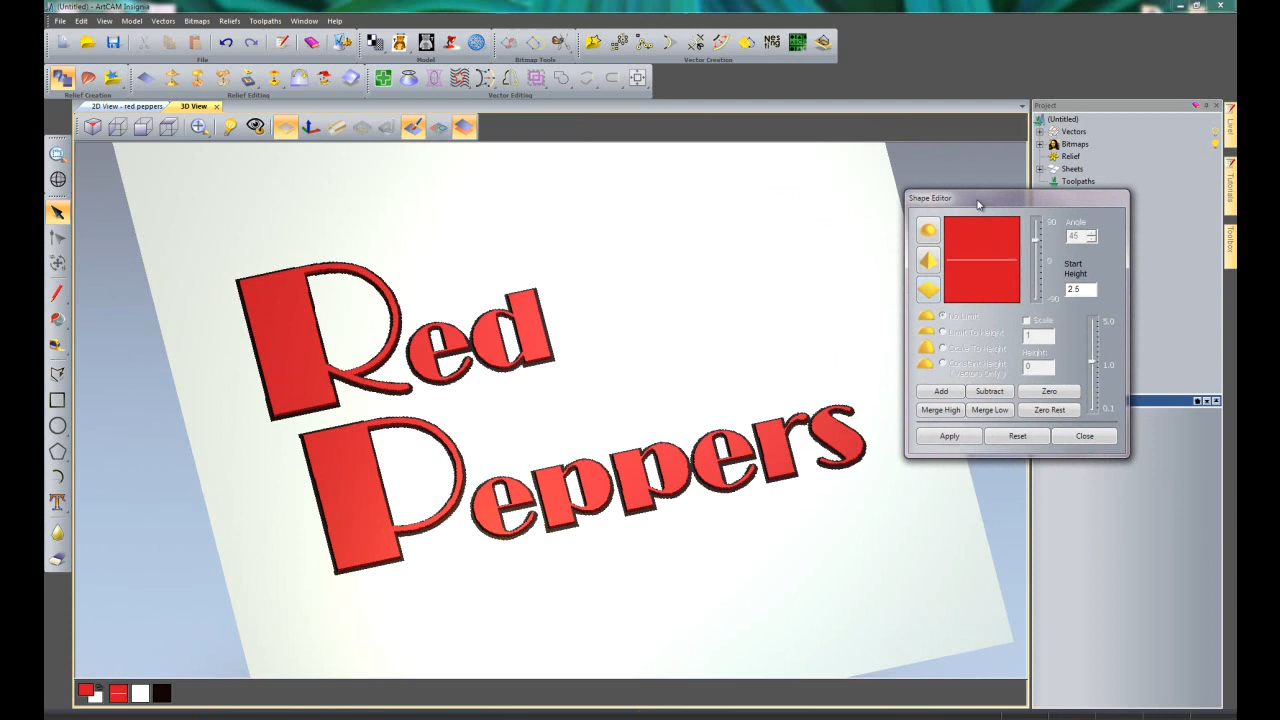 (Untitled) - ArtCAM Insignia
File Edit View Model Vectors Bitmaps Reliefs Toolpaths Window Help
File Model Bitmap Tools Vector Creation
Relief Creation Relief Editing Vector Editing
2D View - red peppers 3D View
Project
(Untitled)
Vectors
Bitmaps
Relief
Sheets
Toolpaths
Tutorials
Toolbox
Red
Peppers
Shape Editor
90 Angle
45
0
Start
Height
2.5
-90
No Limit
Limit To Height
Scale To Height
Constant Height
( Vectors Only )
Scale
1
Height:
0
5.0
1.0
0.1
Add Subtract Zero
Merge High Merge Low Zero Rest
Apply Reset Close
T